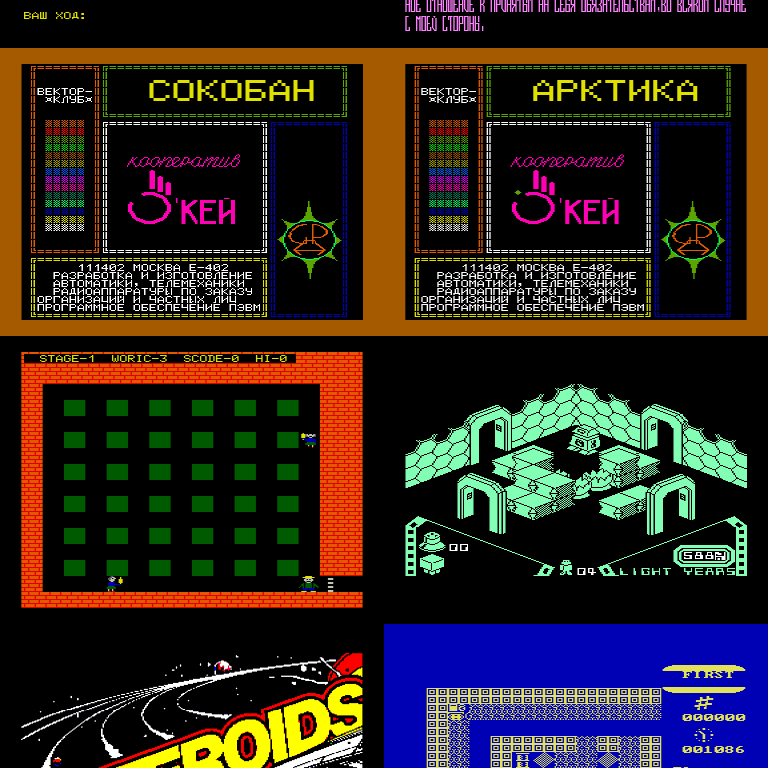 ВАШ ХОД:
НОЕ ОТНОШЕНИЕ К ПРИНЯТЫМ НА СЕБЯ ОБЯЗАТЕЛЬСТВАМ.ВО ВСЯКОМ СЛУЧАЕ
С МОЕЙ СТОРОНЫ.
ВЕКТОР-
¤КЛУБ¤
СОКОБАН
кооператив
О'КЕЙ
111402 МОСКВА Е-402
РАЗРАБОТКА И ИЗГОТОВЛЕНИЕ
АВТОМАТИКИ, ТЕЛЕМЕХАНИКИ
РАДИОАППАРАТУРЫ ПО ЗАКАЗУ
ОРГАНИЗАЦИЙ И ЧАСТНЫХ ЛИЦ
ПРОГРАММНОЕ ОБЕСПЕЧЕНИЕ ПЭВМ
ВЕКТОР-
¤КЛУБ¤
АРКТИКА
кооператив
О'КЕЙ
111402 МОСКВА Е-402
РАЗРАБОТКА И ИЗГОТОВЛЕНИЕ
АВТОМАТИКИ, ТЕЛЕМЕХАНИКИ
РАДИОАППАРАТУРЫ ПО ЗАКАЗУ
ОРГАНИЗАЦИЙ И ЧАСТНЫХ ЛИЦ
ПРОГРАММНОЕ ОБЕСПЕЧЕНИЕ ПЭВМ
STAGE-1 WORIC-3 SCODE-0 HI-0
00
04 LIGHT YEARS
TEROIDS
FIRST
#
000000
001086